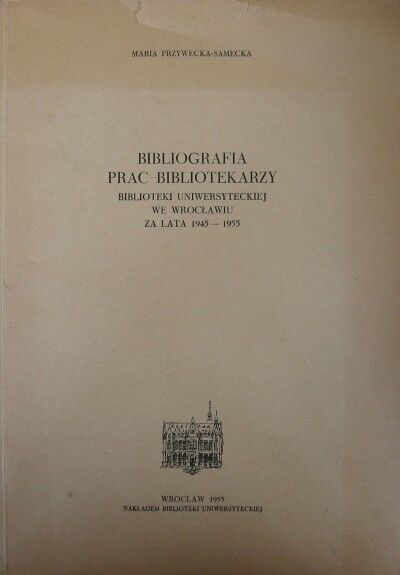 MARIA PRZYWECKA-SAMECKA
BIBLIOGRAFIA
PRAC BIBLIOTEKARZY
BIBLIOTEKI UNIWERSYTECKIEJ
WE WROCŁAWIU
ZA LATA 1945 — 1955
WROCŁAW 1955
NAKŁADEM BIBLIOTEKI UNIWERSYTECKIEJ